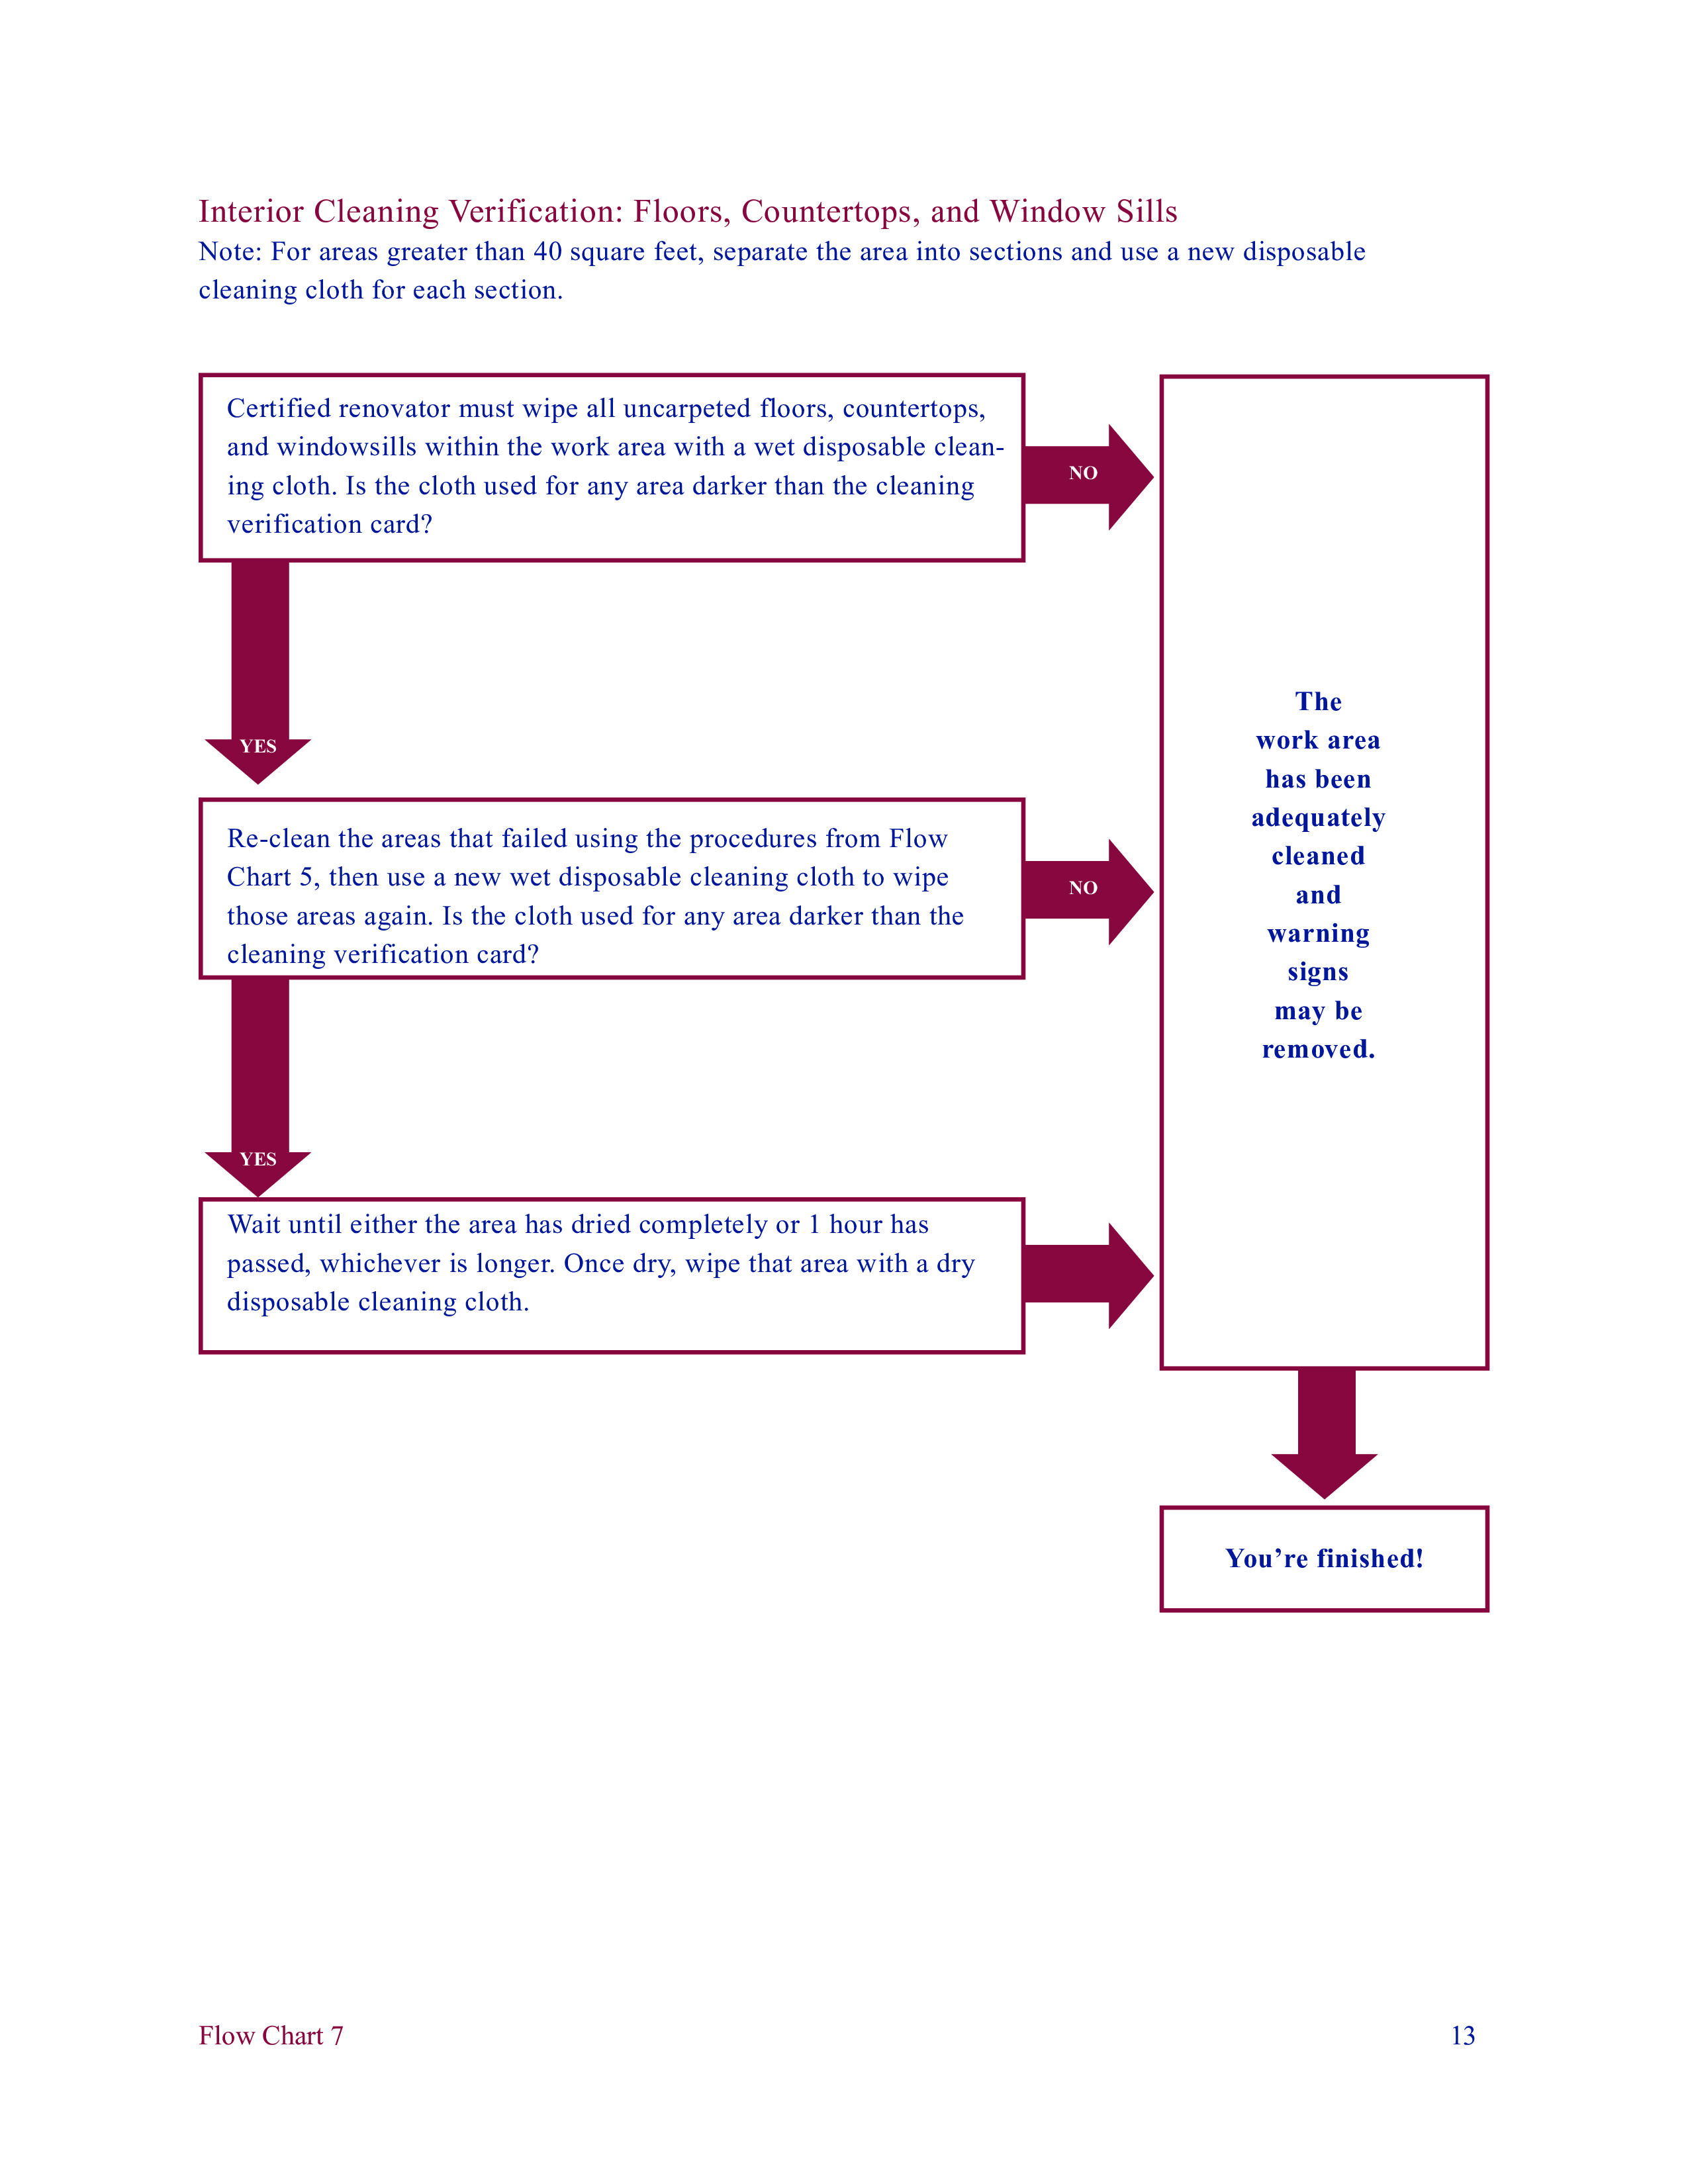 Interior Cleaning Verification: Floors, Countertops, and Window Sills
Note: For areas greater than 40 square feet, separate the area into sections and use a new disposable
cleaning cloth for each section.
Certified renovator must wipe all uncarpeted floors, countertops,
and windowsills within the work area with a wet disposable clean-
ing cloth. Is the cloth used for any area darker than the cleaning
verification card?
NO
YES
Re-clean the areas that failed using the procedures from Flow
Chart 5, then use a new wet disposable cleaning cloth to wipe
those areas again. Is the cloth used for any area darker than the
cleaning verification card?
NO
YES
Wait until either the area has dried completely or 1 hour has
passed, whichever is longer. Once dry, wipe that area with a dry
disposable cleaning cloth.
The
work area
has been
adequately
cleaned
and
warning
signs
may be
removed.
You’re finished!
Flow Chart 7
13